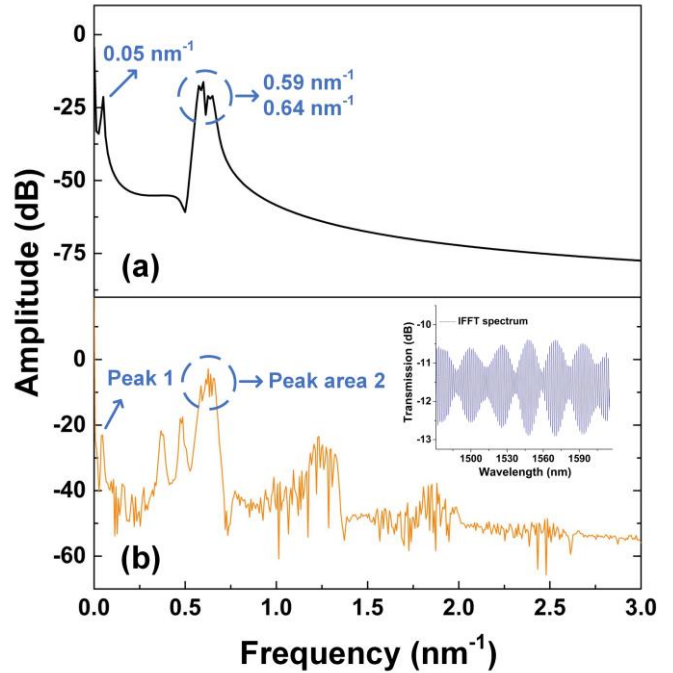 0
-25
-50
-75
Amplitude (dB)
0.05 nm⁻¹
0.59 nm⁻¹
0.64 nm⁻¹
(a)
0
-20
-40
-60
Peak 1
Peak area 2
(b)
-10
-11
-12
-13
Transmission (dB)
IFFT spectrum
1500 1530 1560 1590
Wavelength (nm)
0.0 0.5 1.0 1.5 2.0 2.5 3.0
Frequency (nm⁻¹)